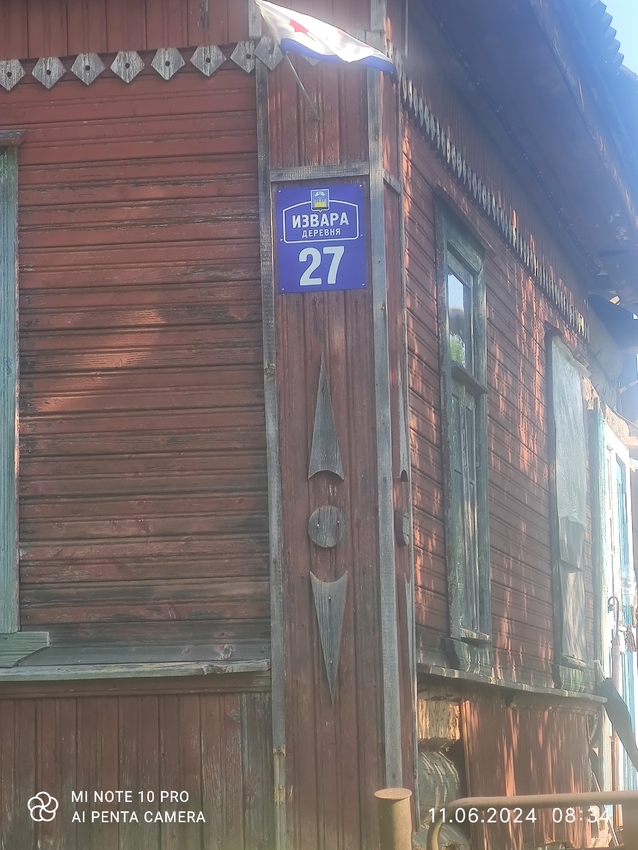 ИЗВАРА
ДЕРЕВНЯ
27
MI NOTE 10 PRO
AI PENTA CAMERA
11.06.2024 08:34